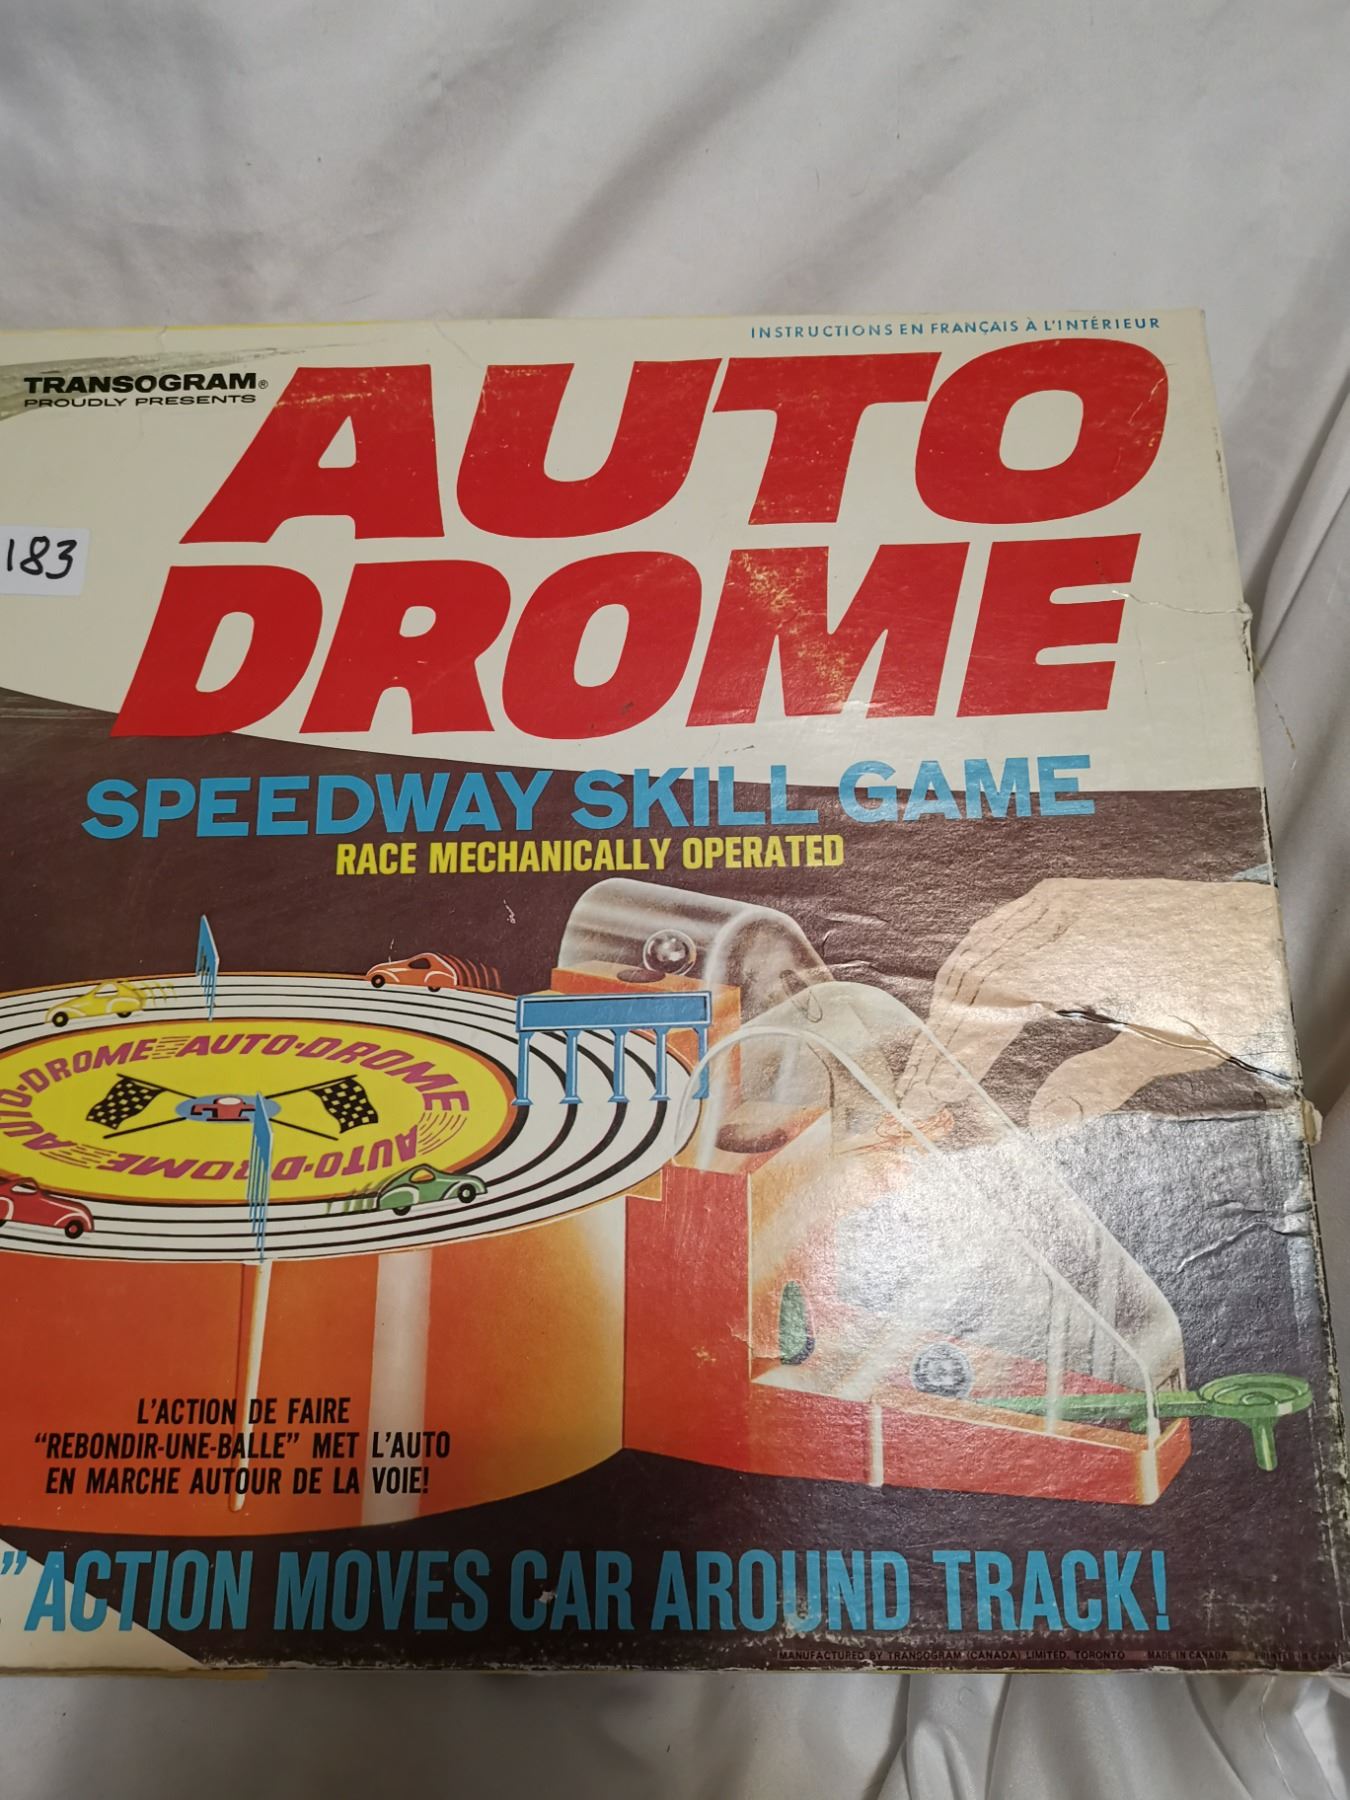 INSTRUCTIONS EN FRANÇAIS À L'INTÉRIEUR
TRANSOGRAM®
PROUDLY PRESENTS
AUTO
DROME
183
SPEEDWAY SKILL GAME
RACE MECHANICALLY OPERATED
AUTO-DROME AUTO-DROME AUTO-DROME AUTO-DROME
L'ACTION DE FAIRE
"REBONDIR-UNE-BALLE" MET L'AUTO
EN MARCHE AUTOUR DE LA VOIE!
" ACTION MOVES CAR AROUND TRACK!
MANUFACTURED BY TRANSOGRAM (CANADA) LIMITED, TORONTO MADE IN CANADA